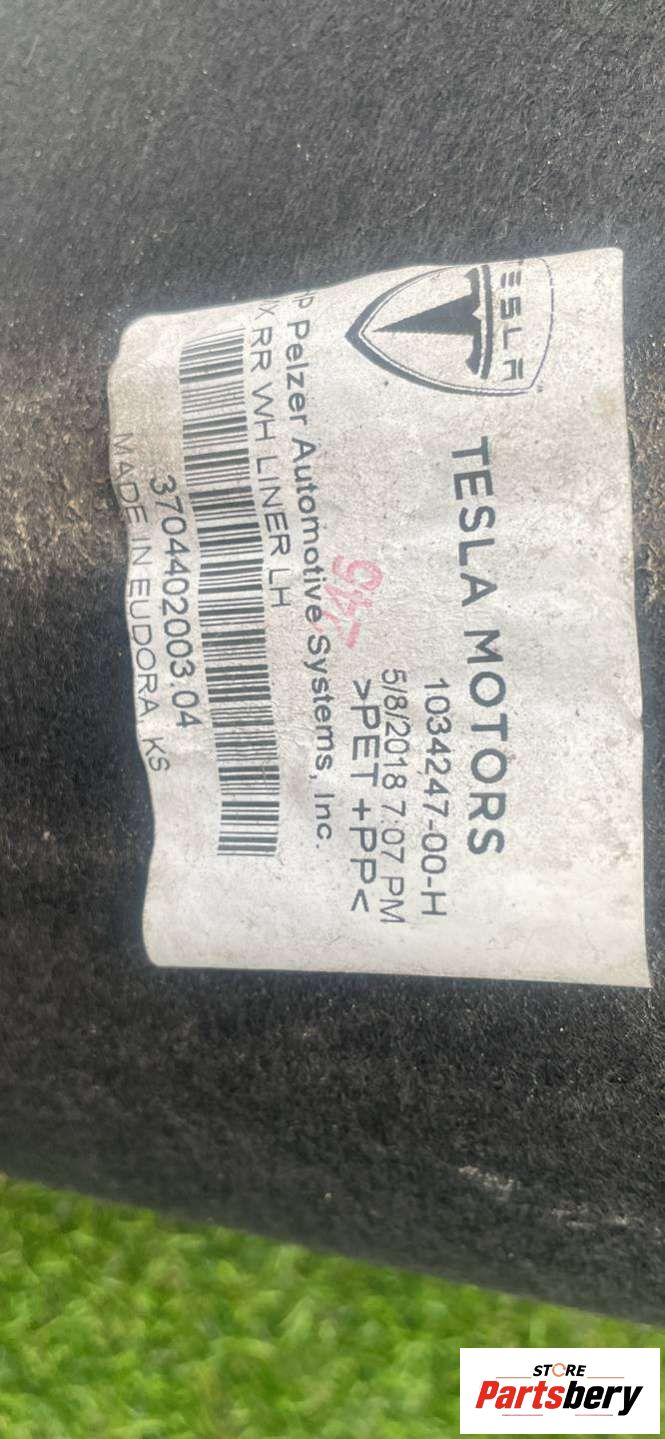 TESLA
TESLA MOTORS
1034247-00-H
5/8/2018 7:07 PM
>PET +PP<
Pelzer Automotive Systems, Inc.
RR WH LINER LH
3704402003.04
MADE IN EUDORA, KS
STORE
Partsbery